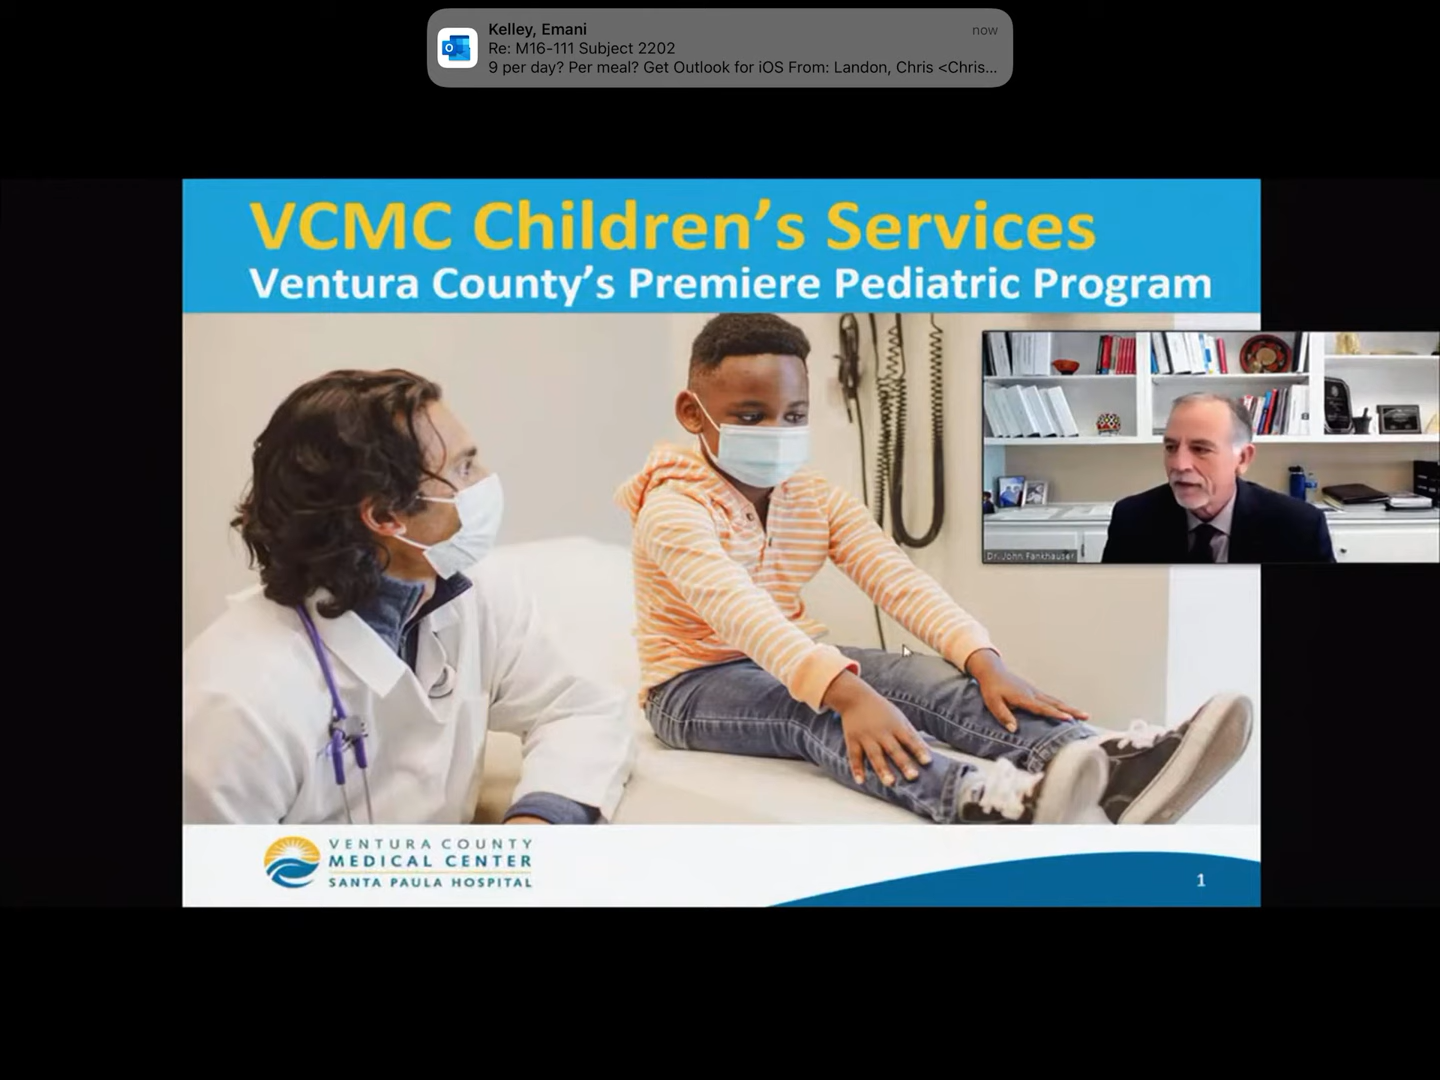 Kelley, Emani
now
Re: M16-111 Subject 2202
9 per day? Per meal? Get Outlook for iOS From: Landon, Chris <Chris...
VCMC Children's Services
Ventura County's Premiere Pediatric Program
Dr. John Fankhauser
VENTURA COUNTY
MEDICAL CENTER
SANTA PAULA HOSPITAL
1